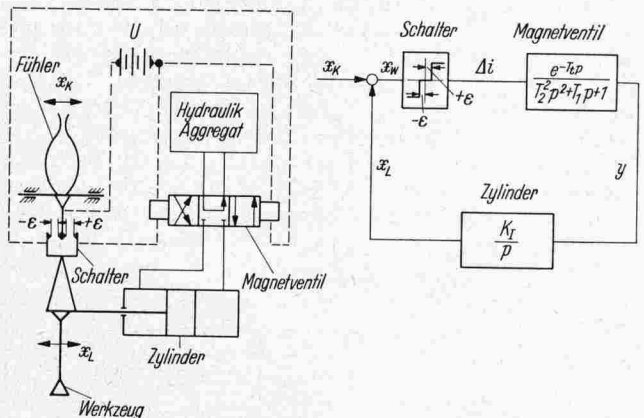 U
Fühler
x_K
Hydraulik
Aggregat
-ε
+ε
Schalter
Magnetventil
Zylinder
x_L
Werkzeug
Schalter
Magnetventil
x_K
x_W
+ε
-ε
Δi
e^{-T_t p}
T_2^2 p^2+T_1 p+1
x_L
y
Zylinder
K_I
p